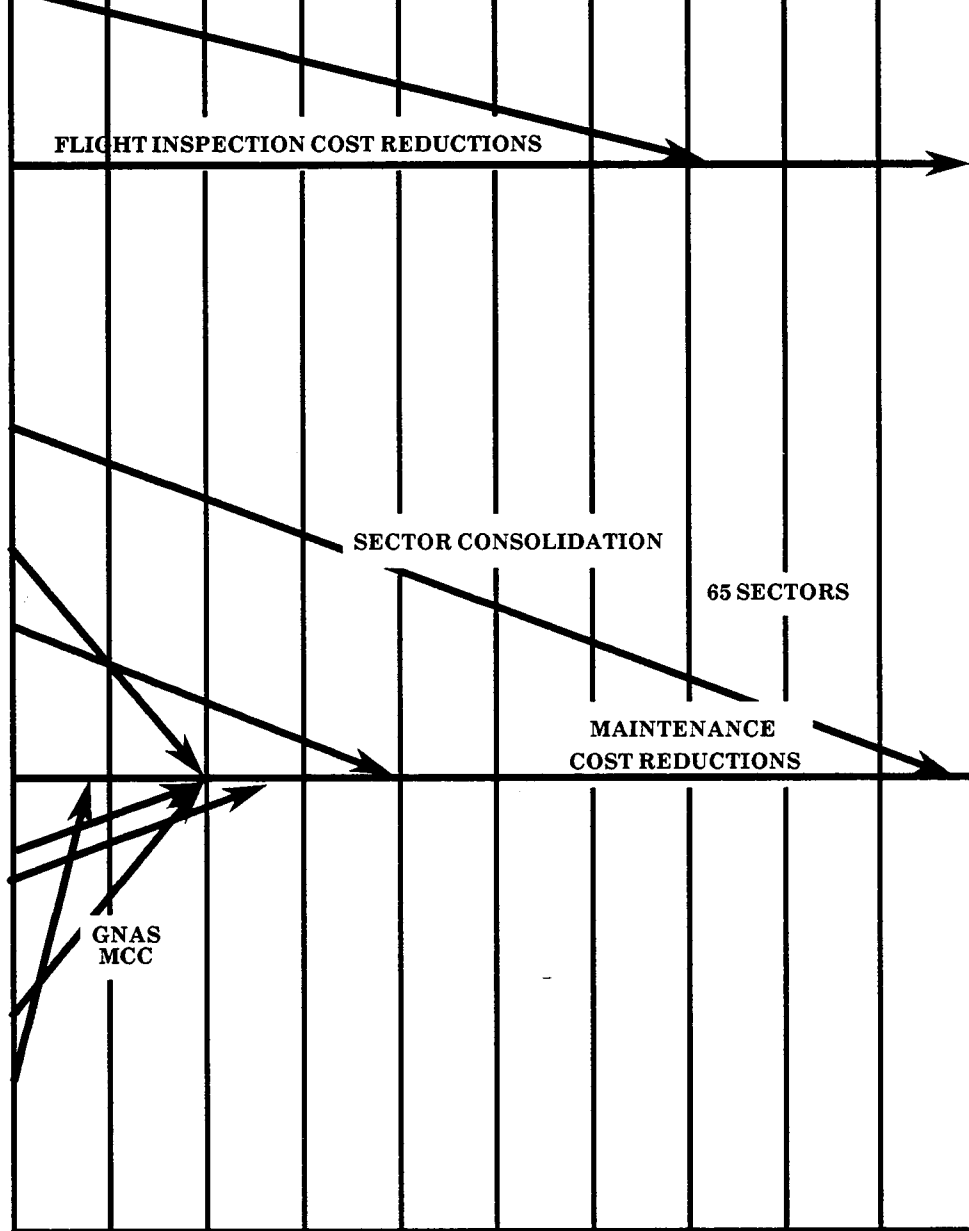 FLIGHT INSPECTION COST REDUCTIONS
SECTOR CONSOLIDATION
65 SECTORS
MAINTENANCE
COST REDUCTIONS
GNAS
MCC